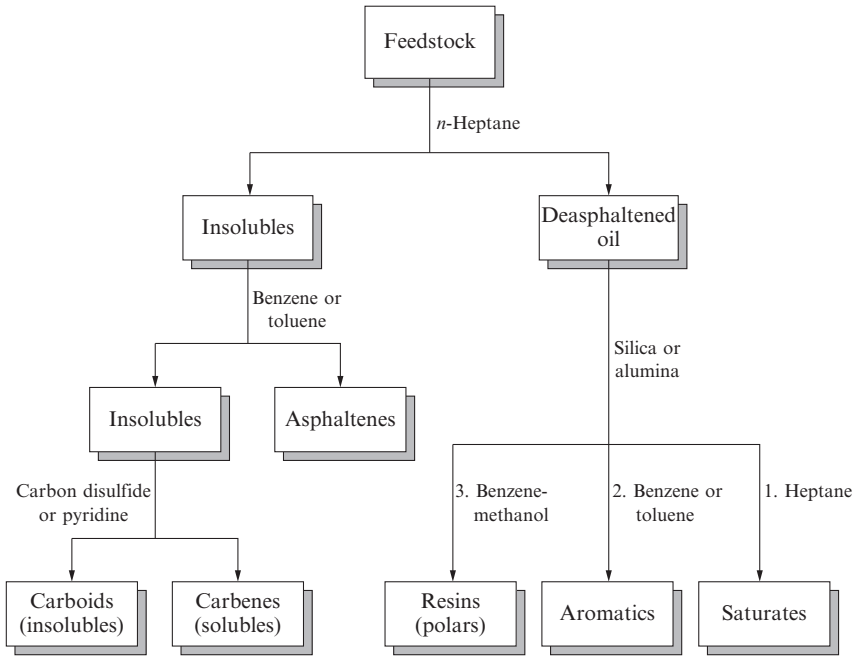 Feedstock
n-Heptane
Insolubles
Deasphaltened
oil
Benzene or
toluene
Silica or
alumina
Insolubles
Asphaltenes
Carbon disulfide
or pyridine
3. Benzene-
methanol
2. Benzene or
toluene
1. Heptane
Carboids
(insolubles)
Carbenes
(solubles)
Resins
(polars)
Aromatics
Saturates